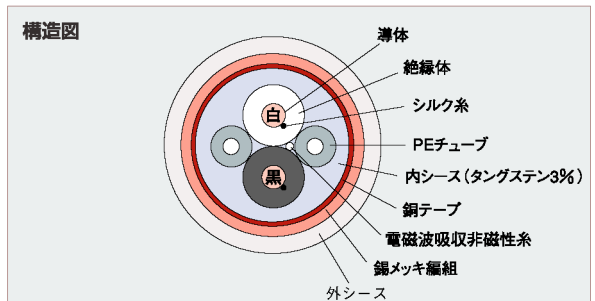 構造図
導体
絶縁体
白
シルク糸
PEチューブ
内シース(タングステン3%)
黒
銅テープ
電磁波吸収非磁性糸
錫メッキ編組
外シース